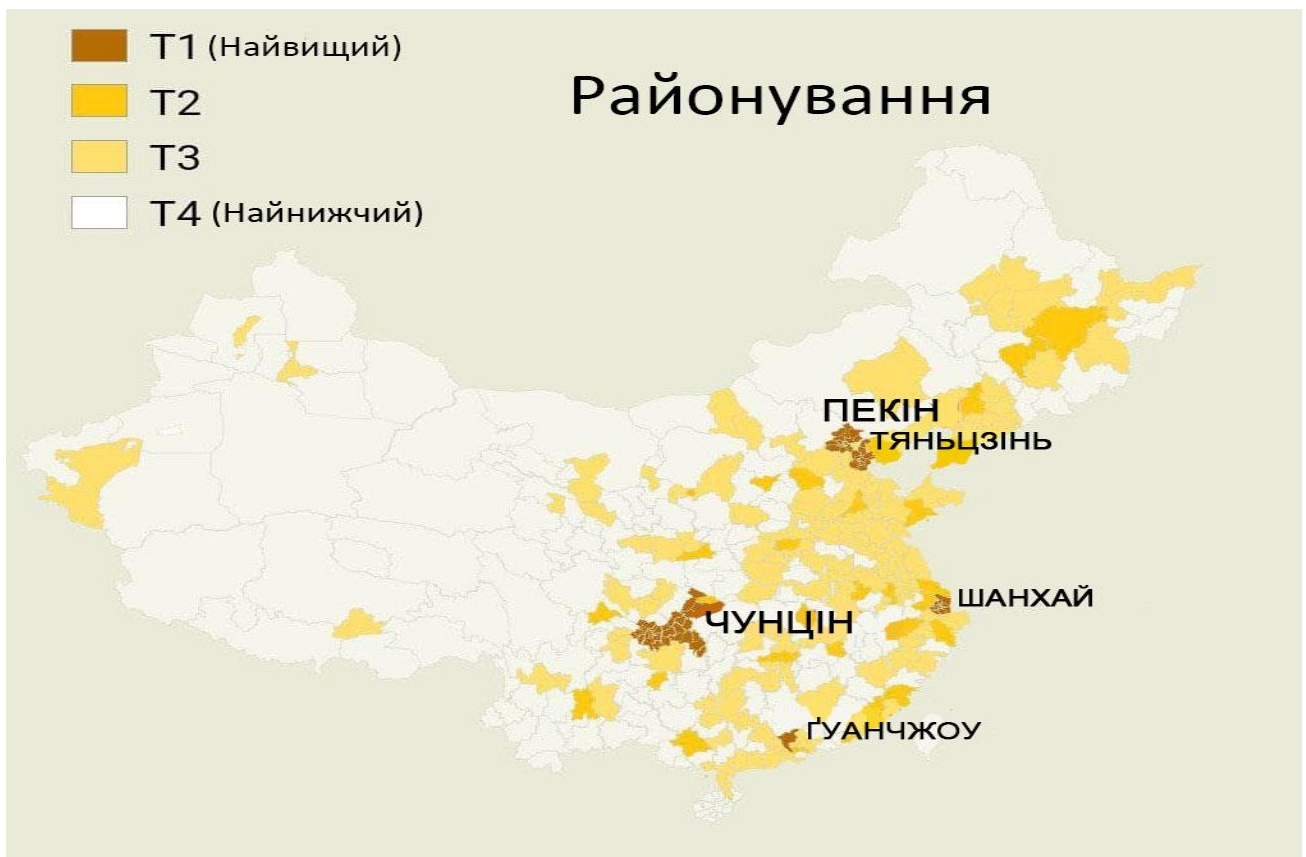 T1 (Найвищий)
T2
T3
T4 (Найнижчий)
Районування
ПЕКІН
ТЯНЬЦЗІНЬ
ШАНХАЙ
ЧУНЦІН
ҐУАНЧЖОУ